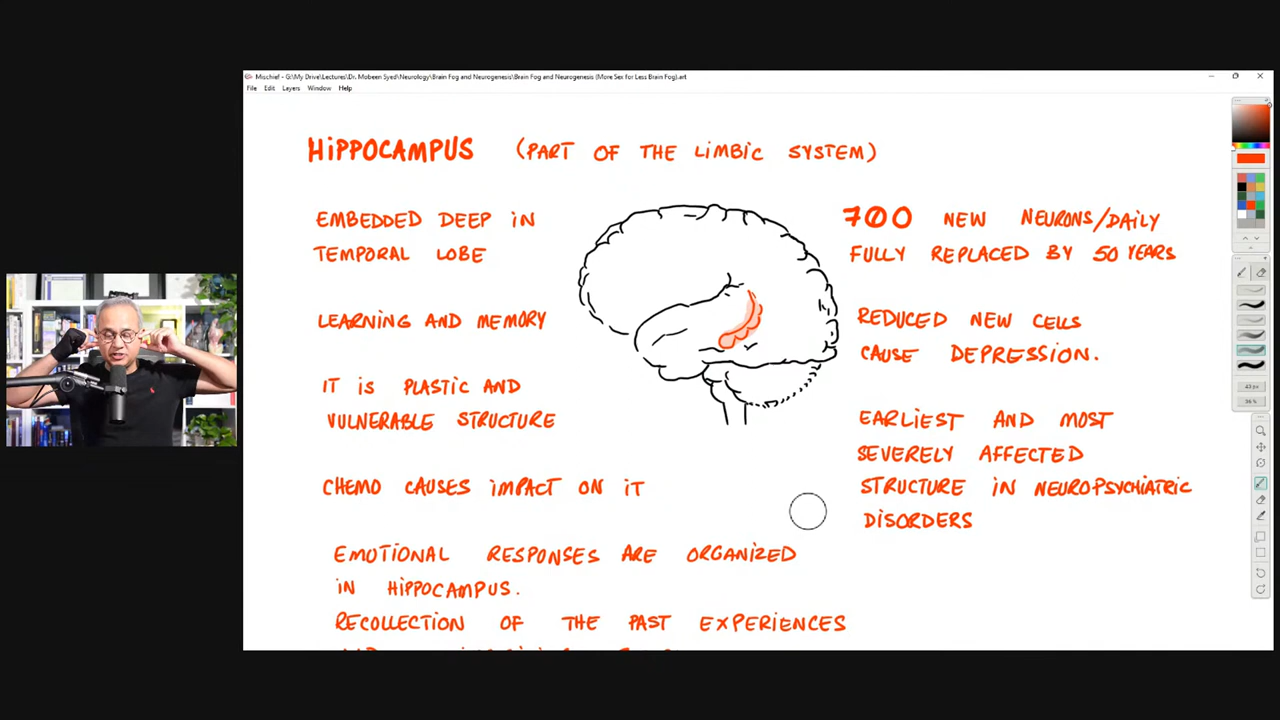 Mischief - G:\My Drive\Lectures\Dr. Mobeen Syed\Neurology\Brain Fog and Neurogenesis\Brain Fog and Neurogenesis (More Sex for Less Brain Fog).art
File Edit Layers Window Help
HIPPOCAMPUS (PART OF THE LIMBIC SYSTEM)
EMBEDDED DEEP IN
TEMPORAL LOBE
LEARNING AND MEMORY
IT IS PLASTIC AND
VULNERABLE STRUCTURE
CHEMO CAUSES IMPACT ON IT
EMOTIONAL RESPONSES ARE ORGANIZED
IN HIPPOCAMPUS.
RECOLLECTION OF THE PAST EXPERIENCES
700 NEW NEURONS/DAILY
FULLY REPLACED BY 50 YEARS
REDUCED NEW CELLS
CAUSE DEPRESSION.
EARLIEST AND MOST
SEVERELY AFFECTED
STRUCTURE IN NEUROPSYCHIATRIC
DISORDERS